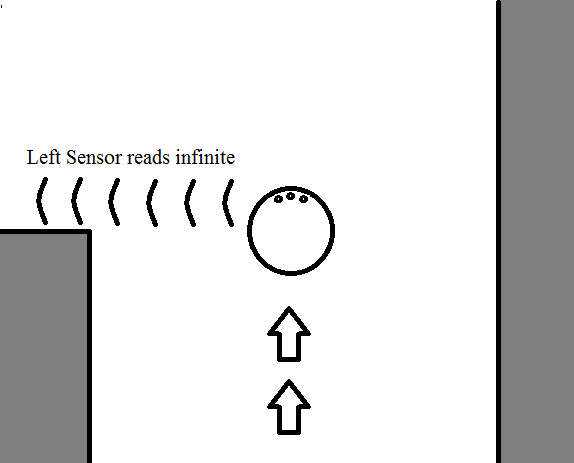 Left Sensor reads infinite